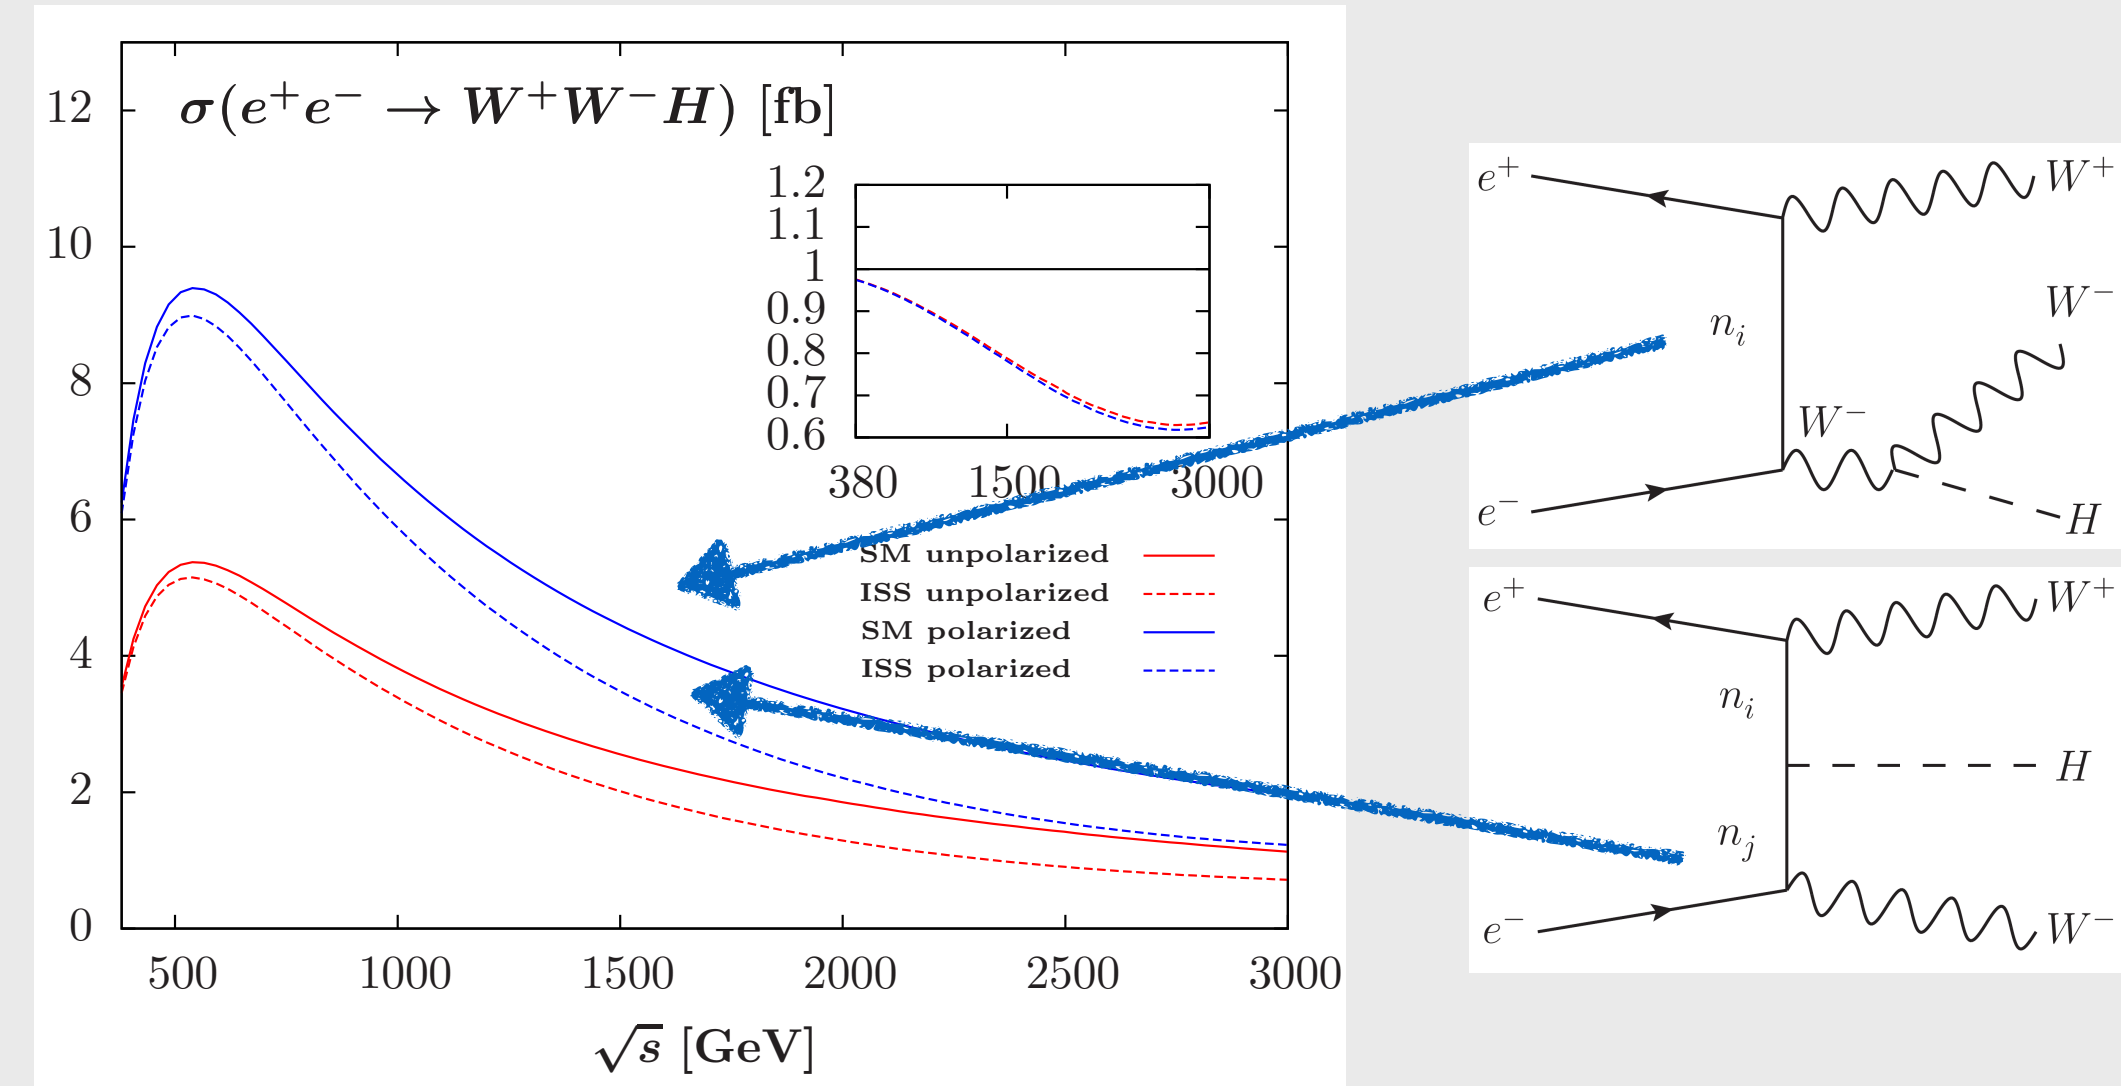 σ(e⁺e⁻ → W⁺W⁻H) [fb]
12
10
8
6
4
2
0
500 1000 1500 2000 2500 3000
√s [GeV]
1.2
1.1
1
0.9
0.8
0.7
0.6
380 1500 3000
SM unpolarized
ISS unpolarized
SM polarized
ISS polarized
e⁺ W⁺
W⁻
nᵢ
W⁻
e⁻ H
e⁺ W⁺
nᵢ
H
nⱼ
e⁻ W⁻